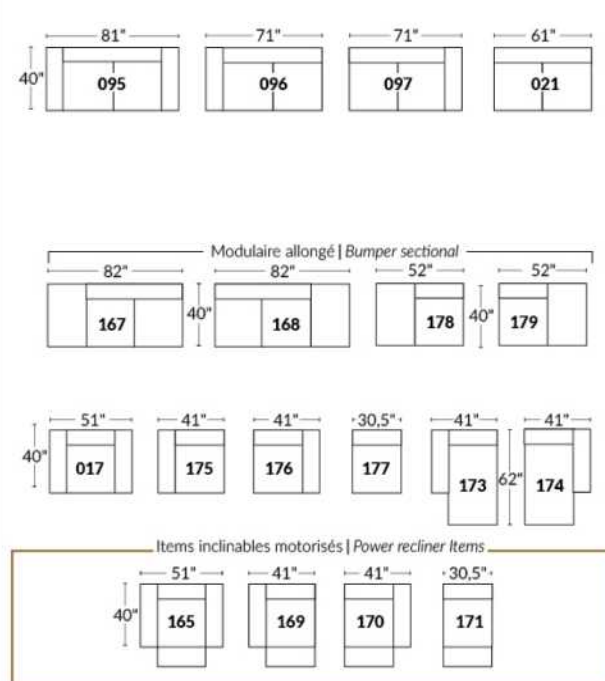 81" 71" 71" 61"
40" 095 096 097 021
Modulaire allongé | Bumper sectional
82" 82" 52" 52"
167 40" 168 178 40" 179
51" 41" 41" 30,5" 41" 41"
40" 017 175 176 177 173 62" 174
Items inclinables motorisés | Power recliner Items
51" 41" 41" 30,5"
40" 165 169 170 171